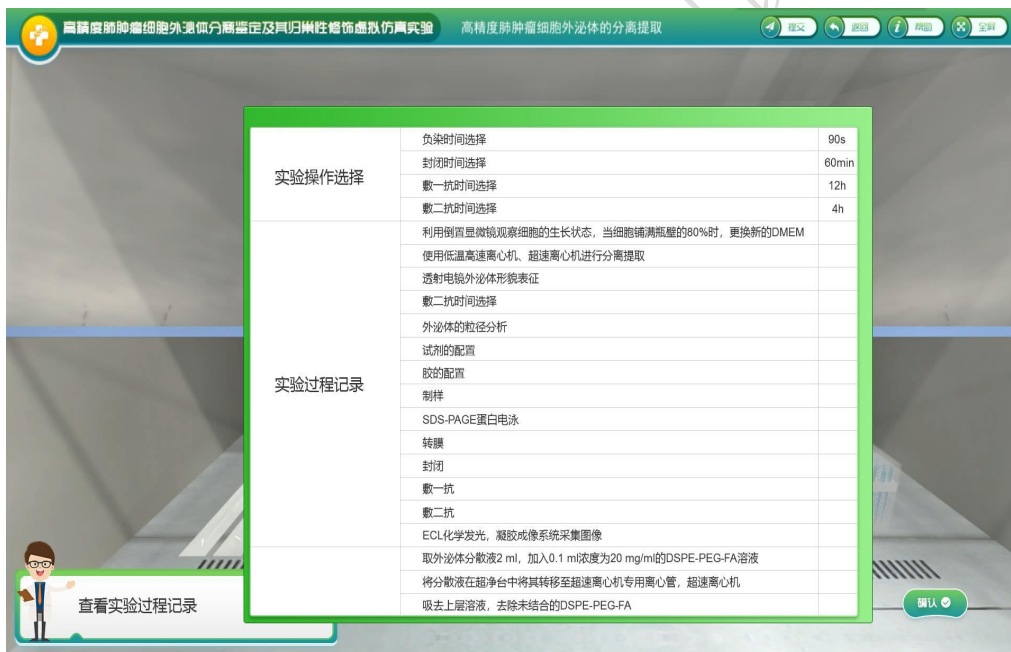 高精度肺肿瘤细胞外泌体分离鉴定及其归巢性修饰虚拟仿真实验
高精度肺肿瘤细胞外泌体的分离提取
提交
返回
帮助
全屏
实验操作选择
负染时间选择 90s
封闭时间选择 60min
敷一抗时间选择 12h
敷二抗时间选择 4h
实验过程记录
利用倒置显微镜观察细胞的生长状态，当细胞铺满瓶壁的80%时，更换新的DMEM
使用低温高速离心机、超速离心机进行分离提取
透射电镜外泌体形貌表征
敷二抗时间选择
外泌体的粒径分析
试剂的配置
胶的配置
制样
SDS-PAGE蛋白电泳
转膜
封闭
敷一抗
敷二抗
ECL化学发光，凝胶成像系统采集图像
取外泌体分散液2 ml，加入0.1 ml浓度为20 mg/ml的DSPE-PEG-FA溶液
将分散液在超净台中将其转移至超速离心机专用离心管，超速离心机
吸去上层溶液，去除未结合的DSPE-PEG-FA
查看实验过程记录
确认